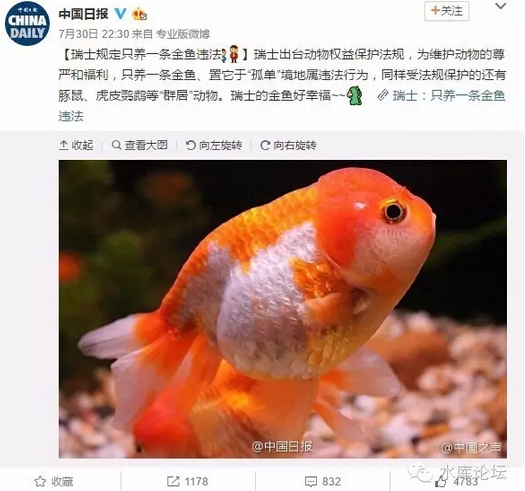 中国日报
+关注
中国日报
CHINA
DAILY
7月30日 22:30 来自 专业版微博
【瑞士规定只养一条金鱼违法】瑞士出台动物权益保护法规，为维护动物的尊
严和福利，只养一条金鱼、置它于“孤单”境地属违法行为，同样受法规保护的还有
豚鼠、虎皮鹦鹉等“群居”动物。瑞士的金鱼好幸福~~ 瑞士：只养一条金鱼
违法
收起 查看大图 向左旋转 向右旋转
@中国日报
@中国之声
收藏 1178 832 4783
水库论坛